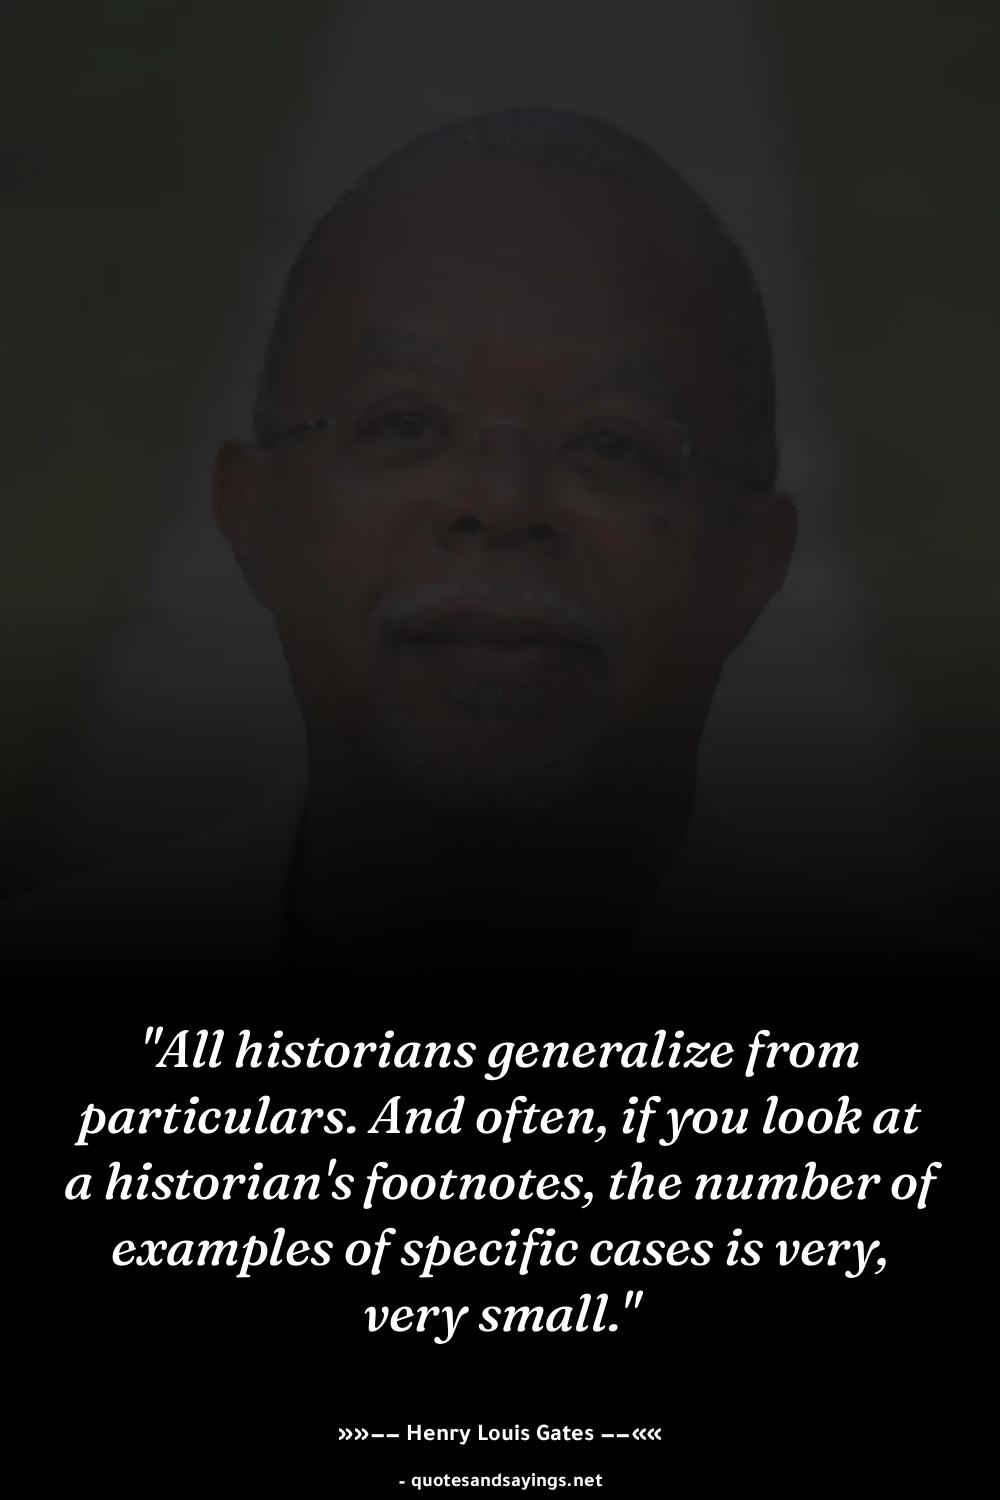 "All historians generalize from
particulars. And often, if you look at
a historian's footnotes, the number of
examples of specific cases is very,
very small."
»»−− Henry Louis Gates −−««
- quotesandsayings.net